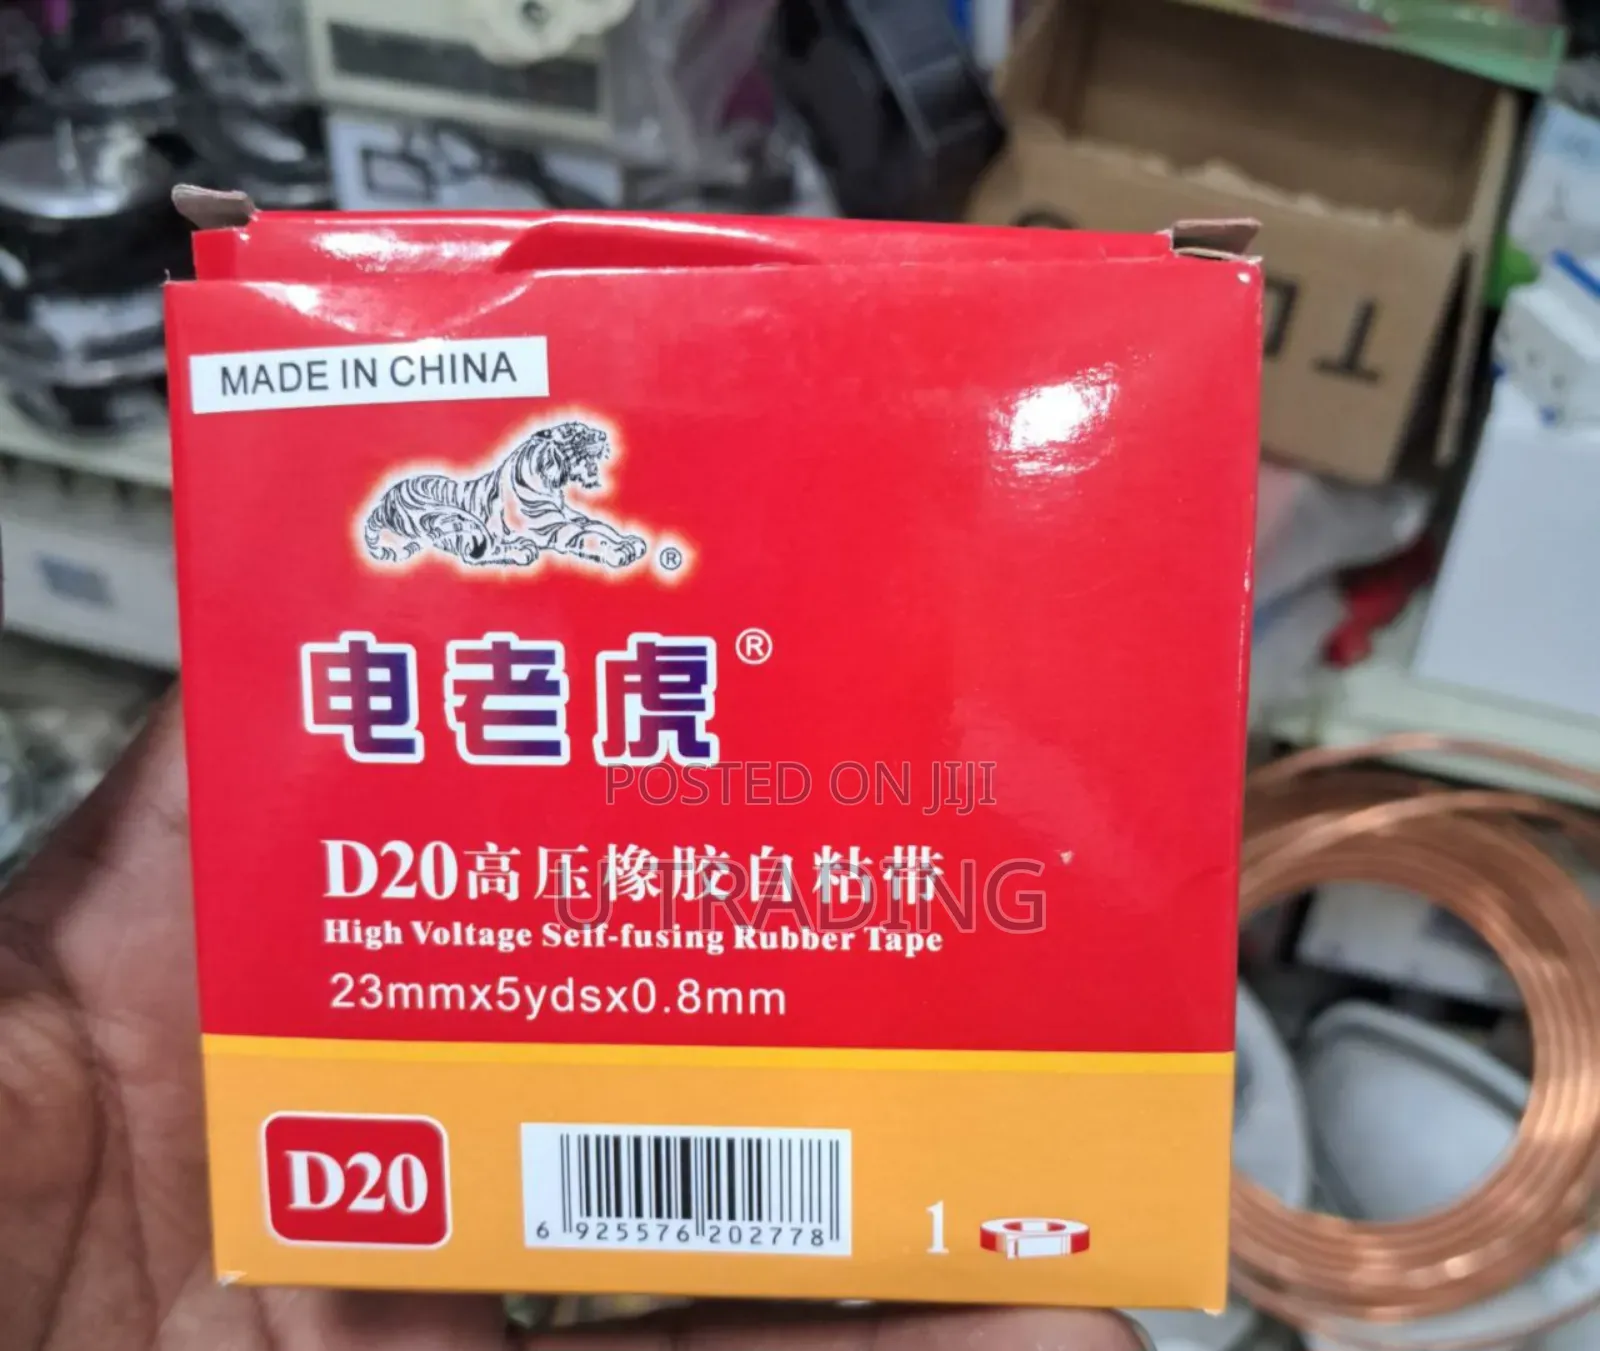 MADE IN CHINA
®
电老虎®
POSTED ON JIJI
D20高压橡胶自粘带
U TRADING
High Voltage Self-fusing Rubber Tape
23mmx5ydsx0.8mm
D20
6 925576 202778
1